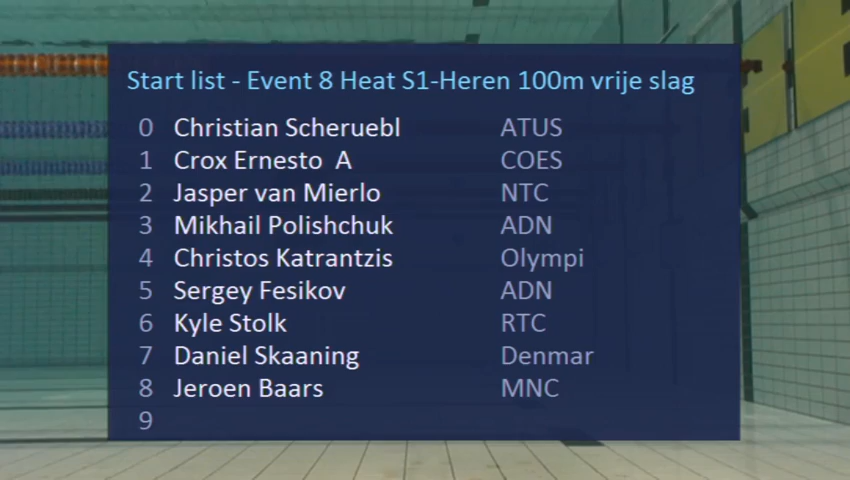 Start list - Event 8 Heat S1-Heren 100m vrije slag
0 Christian Scheruebl ATUS
1 Crox Ernesto A COES
2 Jasper van Mierlo NTC
3 Mikhail Polishchuk ADN
4 Christos Katrantzis Olympi
5 Sergey Fesikov ADN
6 Kyle Stolk RTC
7 Daniel Skaaning Denmar
8 Jeroen Baars MNC
9